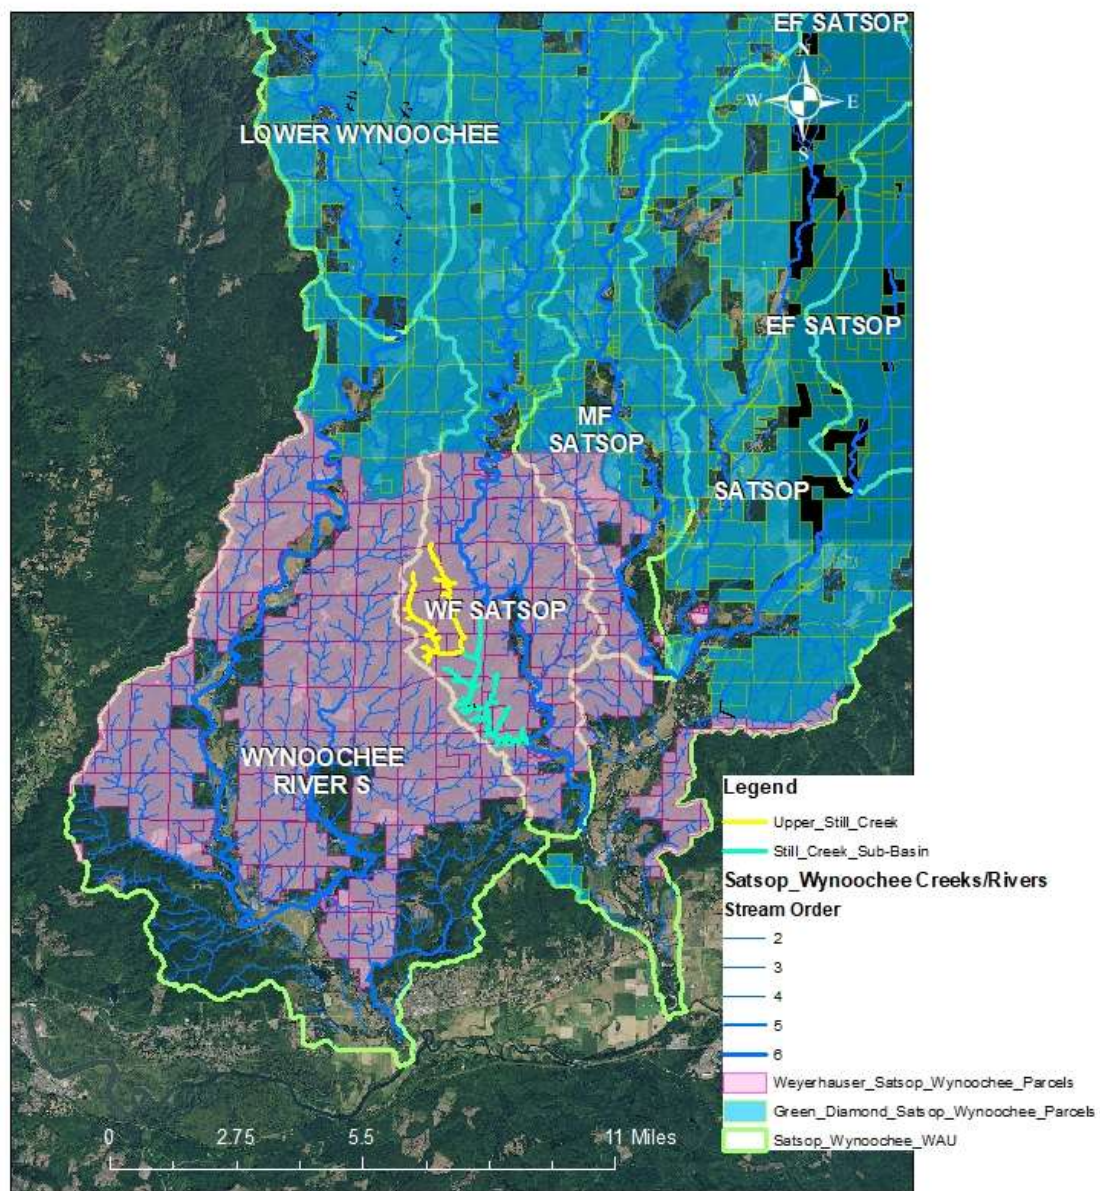 EF SATSOP
N
W E
S
LOWER WYNOOCHEE
EF SATSOP
MF
SATSOP
SATSOP
WF SATSOP
WYNOOCHEE
RIVER S
Legend
Upper_Still_Creek
Still_Creek_Sub-Basin
Satsop_Wynoochee Creeks/Rivers
Stream Order
2
3
4
5
6
Weyerhauser_Satsop_Wynoochee_Parcels
Green_Diamond_Satsop_Wynoochee_Parcels
Satsop_Wynoochee_WAU
0 2.75 5.5 11 Miles